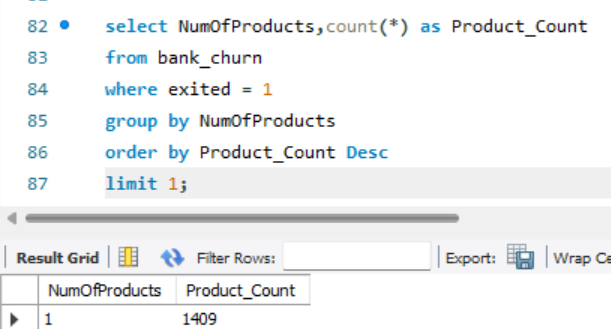 82 select NumOfProducts,count(*) as Product_Count
83 from bank_churn
84 where exited = 1
85 group by NumOfProducts
86 order by Product_Count Desc
87 limit 1;
Result Grid Filter Rows: Export: Wrap Ce
NumOfProducts Product_Count
1 1409